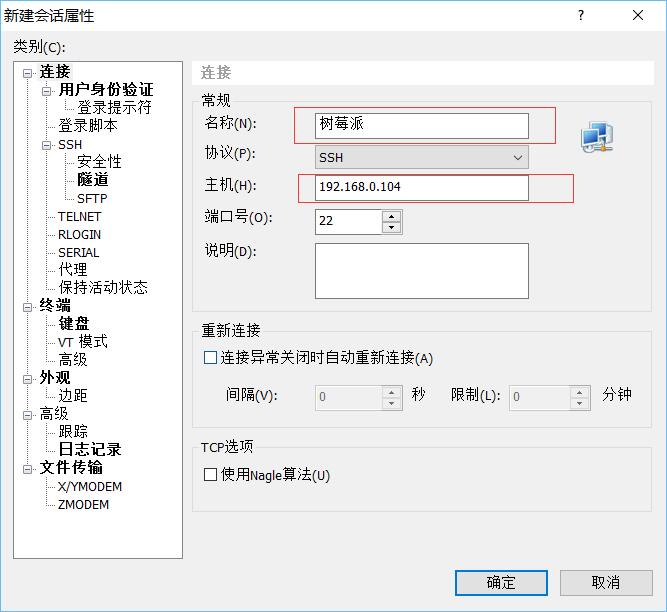 新建会话属性
?
类别(C):
连接
用户身份验证
登录提示符
登录脚本
SSH
安全性
隧道
SFTP
TELNET
RLOGIN
SERIAL
代理
保持活动状态
终端
键盘
VT 模式
高级
外观
边距
高级
跟踪
日志记录
文件传输
X/YMODEM
ZMODEM
连接
常规
名称(N): 树莓派
协议(P): SSH
主机(H): 192.168.0.104
端口号(O): 22
说明(D):
重新连接
连接异常关闭时自动重新连接(A)
间隔(V): 0 秒 限制(L): 0 分钟
TCP选项
使用Nagle算法(U)
确定 取消